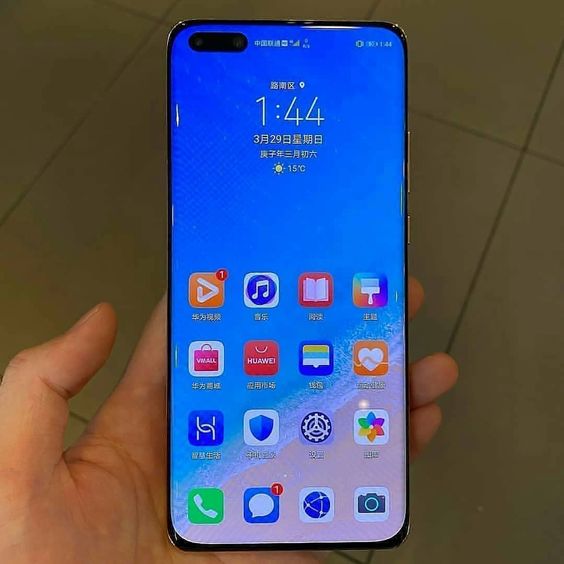 中国联通
1:44
路南区
1:44
3月29日星期日
庚子年三月初六
15℃
1
华为视频
音乐
阅读
主题
VMALL
HUAWEI
华为商城
应用市场
钱包
运动健康
智慧生活
手机管家
设置
图库
1